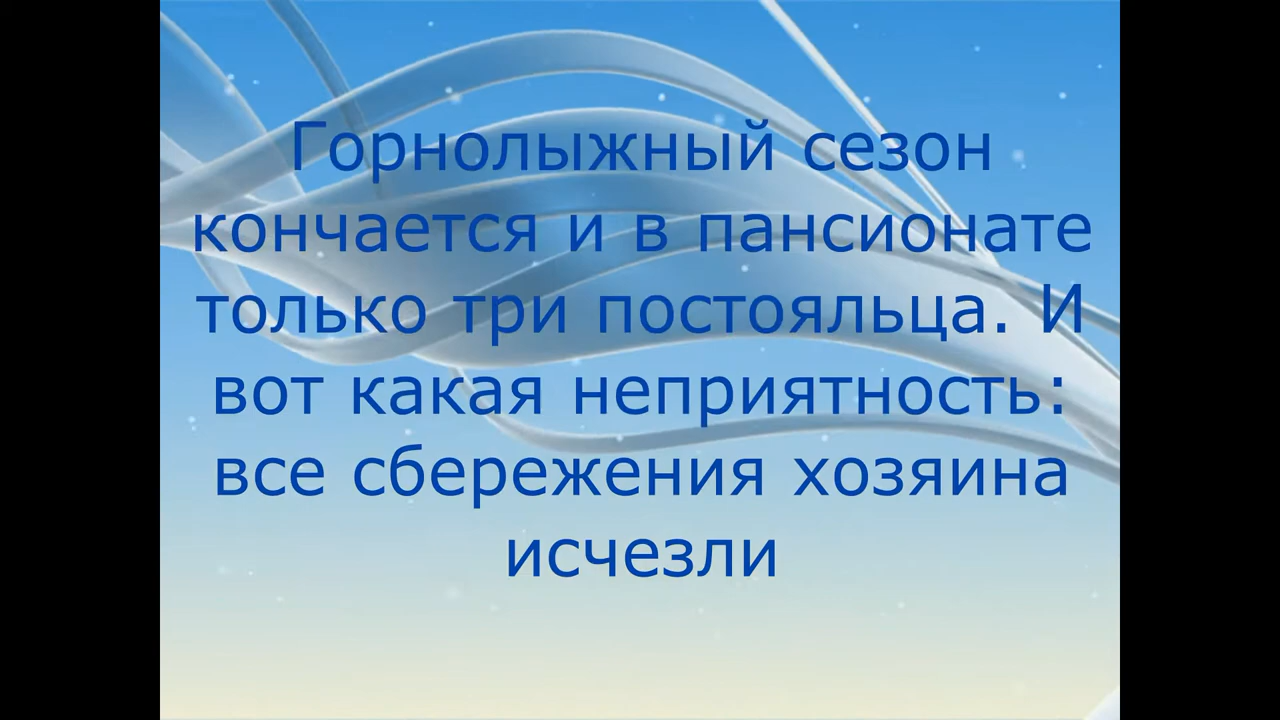 Горнолыжный сезон
кончается и в пансионате
только три постояльца. И
вот какая неприятность:
все сбережения хозяина
исчезли